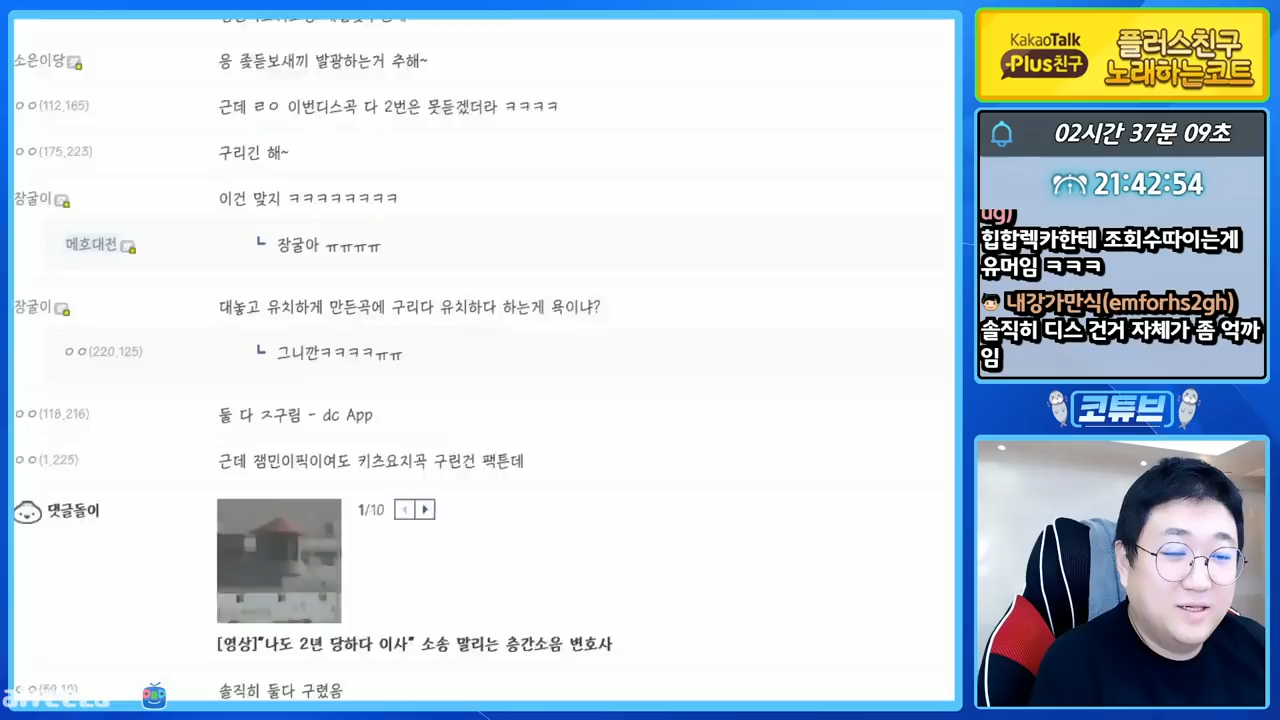 소은이당
응 좆듣보새끼 발광하는거 추해~
ㅇㅇ(112,165)
근데 ㄹㅇ 이번디스곡 다 2번은 못듣겠더라 ㅋㅋㅋㅋ
ㅇㅇ(175,223)
구리긴 해~
장굴이
이건 맞지 ㅋㅋㅋㅋㅋㅋㅋㅋ
메호대전
장굴아 ㅠㅠㅠㅠ
장굴이
대놓고 유치하게 만든곡에 구리다 유치하다 하는게 욕이냐?
ㅇㅇ(220,125)
그니깐ㅋㅋㅋㅋㅠㅠ
ㅇㅇ(118,216)
둘 다 ㅈ구림 - dc App
ㅇㅇ(1,225)
근데 잼민이픽이여도 키츠요지곡 구린건 팩튼데
댓글돌이
1/10
[영상]"나도 2년 당하다 이사" 소송 말리는 층간소음 변호사
솔직히 둘다 구렸음
KakaoTalk
Plus친구
플러스친구
노래하는코트
02시간 37분 09초
21:42:54
ug)
힙합렉카한테 조회수따이는게
유머임 ㅋㅋㅋ
내강가만식(emforhs2gh)
솔직히 디스 건거 자체가 좀 억까
임
코튜브